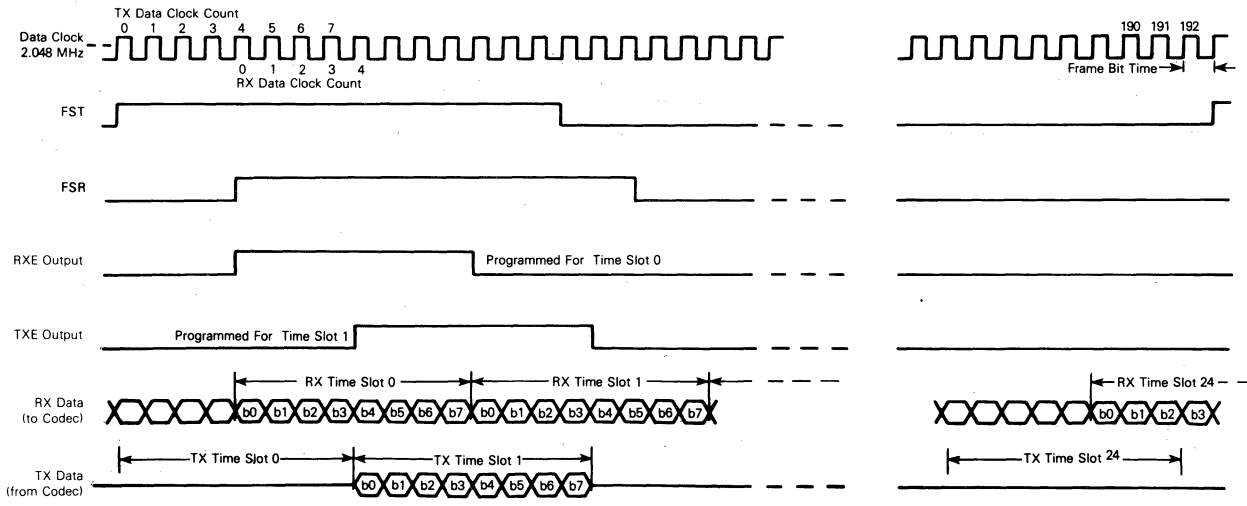 TX Data Clock Count
0 1 2 3 4 5 6 7 190 191 192
Data Clock
2.048 MHz
0 1 2 3 4
Frame Bit Time
RX Data Clock Count
FST
FSR
RXE Output
Programmed For Time Slot 0
TXE Output
Programmed For Time Slot 1
RX Time Slot 0 RX Time Slot 1 RX Time Slot 24
RX Data
(to Codec)
b0 b1 b2 b3 b4 b5 b6 b7 b0 b1 b2 b3 b4 b5 b6 b7 b0 b1 b2 b3
TX Time Slot 0 TX Time Slot 1 TX Time Slot 24
TX Data
(from Codec)
b0 b1 b2 b3 b4 b5 b6 b7